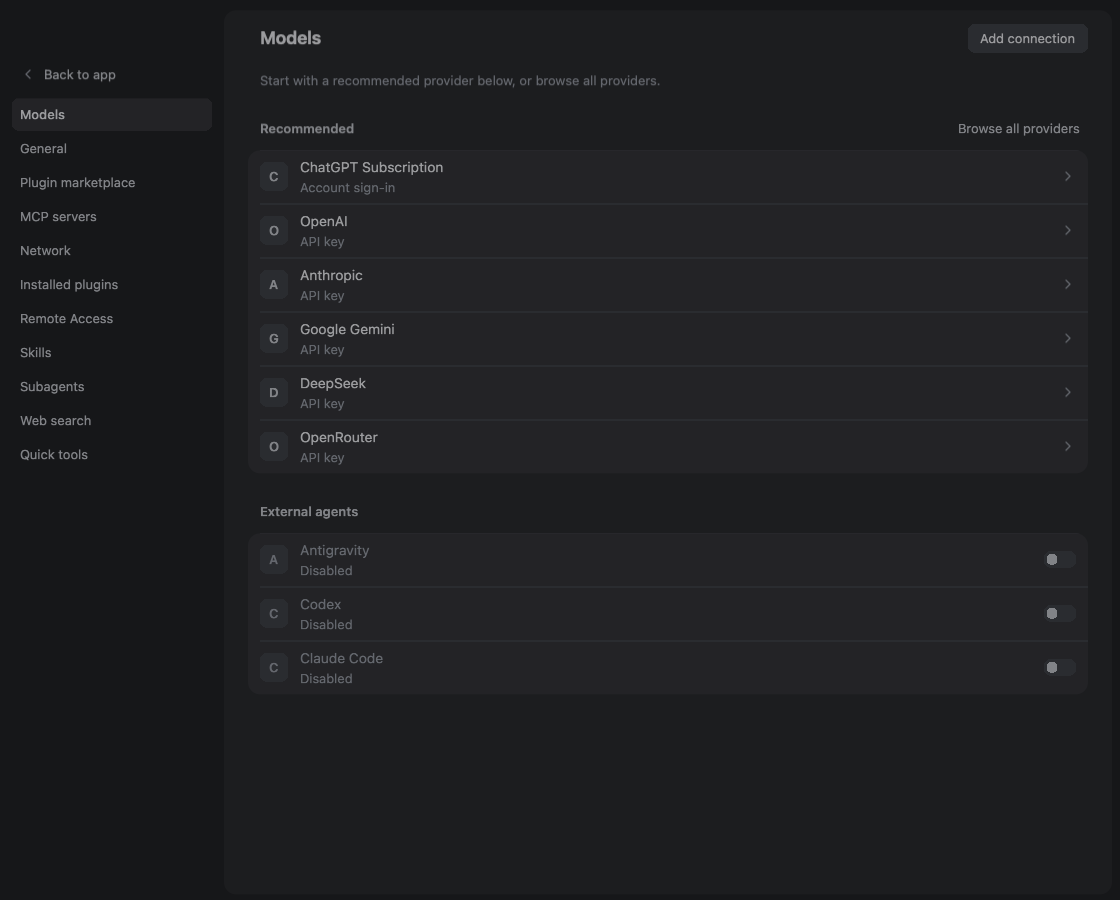 Models
Add connection
Back to app
Start with a recommended provider below, or browse all providers.
Models
General
Plugin marketplace
MCP servers
Network
Installed plugins
Remote Access
Skills
Subagents
Web search
Quick tools
Recommended
Browse all providers
C
ChatGPT Subscription
Account sign-in
O
OpenAI
API key
A
Anthropic
API key
G
Google Gemini
API key
D
DeepSeek
API key
O
OpenRouter
API key
External agents
A
Antigravity
Disabled
C
Codex
Disabled
C
Claude Code
Disabled